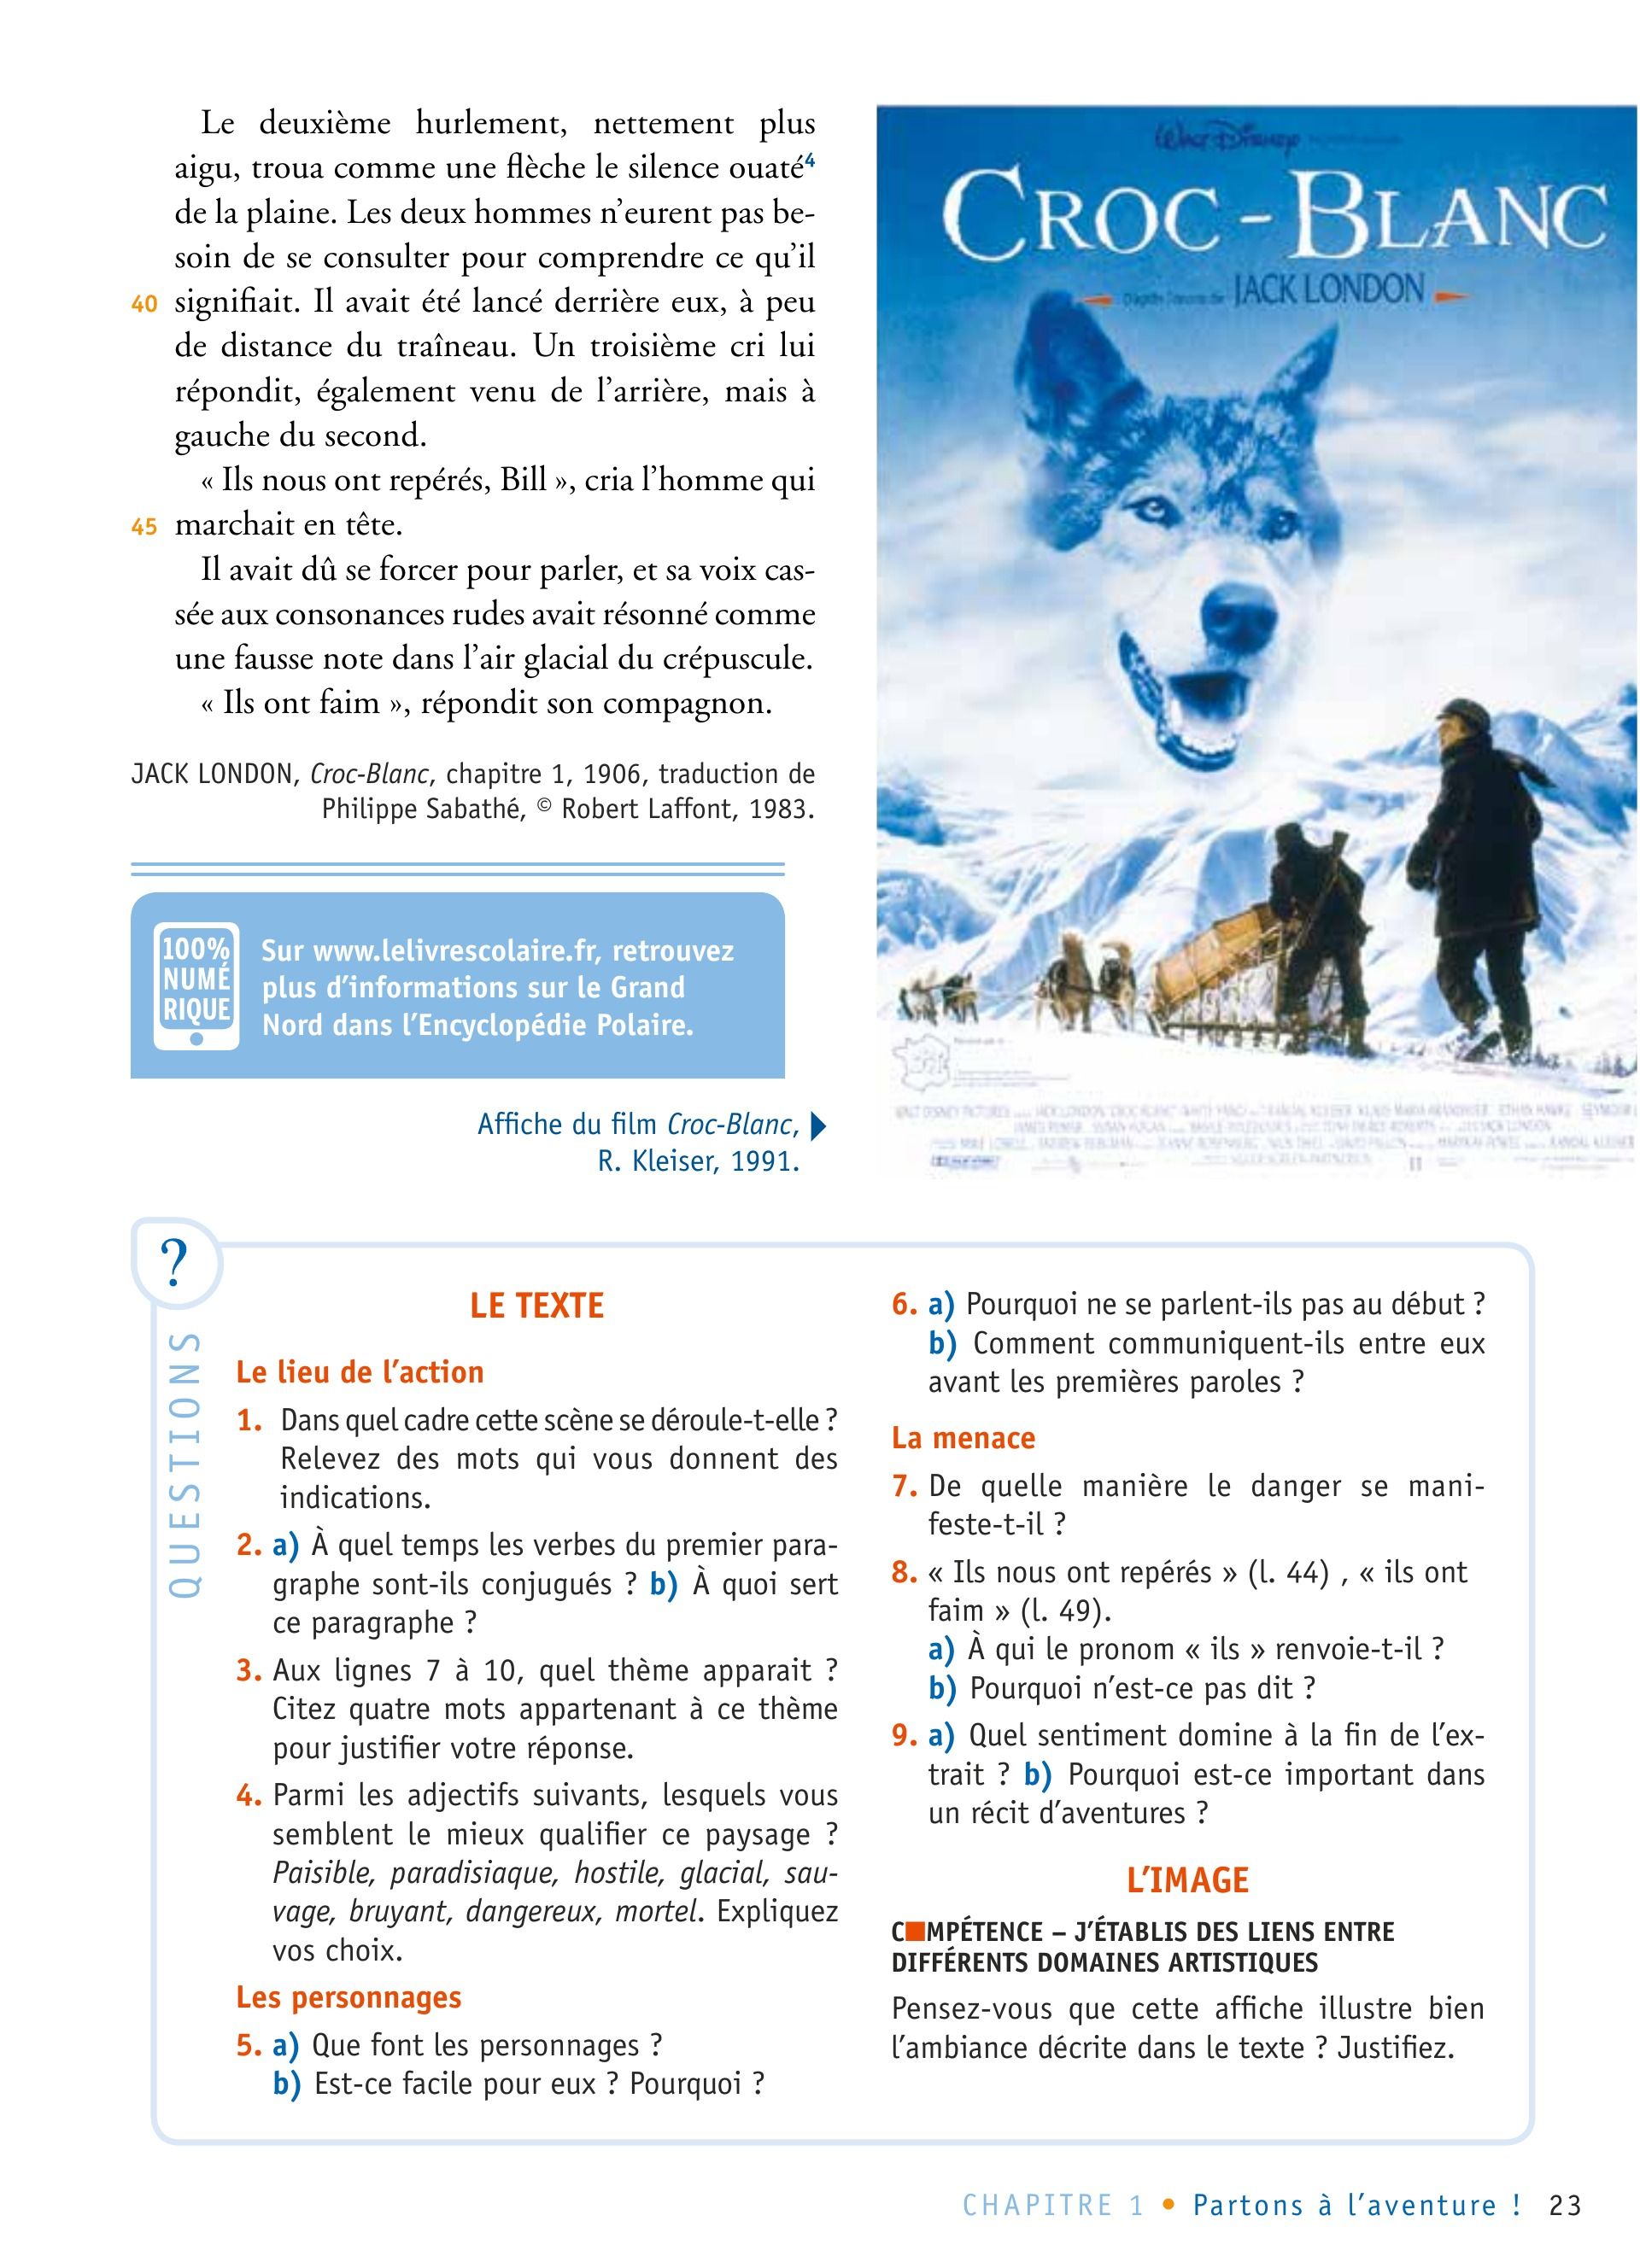 Le deuxième hurlement, nettement plus
aigu, troua comme une flèche le silence ouaté4
de la plaine. Les deux hommes n'eurent pas be-
soin de se consulter pour comprendre ce qu'il
40 signifiait. Il avait été lancé derrière eux, à peu
de distance du traîneau. Un troisième cri lui
répondit, également venu de l'arrière, mais à
gauche du second.
« Ils nous ont repérés, Bill », cria l'homme qui
45 marchait en tête.
Il avait dû se forcer pour parler, et sa voix cas-
sée aux consonances rudes avait résonné comme
une fausse note dans l'air glacial du crépuscule.
« Ils ont faim », répondit son compagnon.
JACK LONDON, Croc-Blanc, chapitre 1, 1906, traduction de
Philippe Sabathé, © Robert Laffont, 1983.
100%
NUMÉ
RIQUE
Sur www.lelivrescolaire.fr, retrouvez
plus d'informations sur le Grand
Nord dans l'Encyclopédie Polaire.
Affiche du film Croc-Blanc,
R. Kleiser, 1991.
Walt Disney
CROC-BLANC
JACK LONDON
?
QUESTIONS
LE TEXTE
Le lieu de l'action
1. Dans quel cadre cette scène se déroule-t-elle ?
Relevez des mots qui vous donnent des
indications.
2. a) À quel temps les verbes du premier para-
graphe sont-ils conjugués ? b) À quoi sert
ce paragraphe ?
3. Aux lignes 7 à 10, quel thème apparait ?
Citez quatre mots appartenant à ce thème
pour justifier votre réponse.
4. Parmi les adjectifs suivants, lesquels vous
semblent le mieux qualifier ce paysage ?
Paisible, paradisiaque, hostile, glacial, sau-
vage, bruyant, dangereux, mortel. Expliquez
vos choix.
Les personnages
5. a) Que font les personnages ?
b) Est-ce facile pour eux ? Pourquoi ?
6. a) Pourquoi ne se parlent-ils pas au début ?
b) Comment communiquent-ils entre eux
avant les premières paroles ?
La menace
7. De quelle manière le danger se mani-
feste-t-il ?
8. « Ils nous ont repérés » (l. 44) , « ils ont
faim » (l. 49).
a) À qui le pronom « ils » renvoie-t-il ?
b) Pourquoi n'est-ce pas dit ?
9. a) Quel sentiment domine à la fin de l'ex-
trait ? b) Pourquoi est-ce important dans
un récit d'aventures ?
L'IMAGE
C■MPÉTENCE – J'ÉTABLIS DES LIENS ENTRE
DIFFÉRENTS DOMAINES ARTISTIQUES
Pensez-vous que cette affiche illustre bien
l'ambiance décrite dans le texte ? Justifiez.
CHAPITRE 1 • Partons à l'aventure ! 23